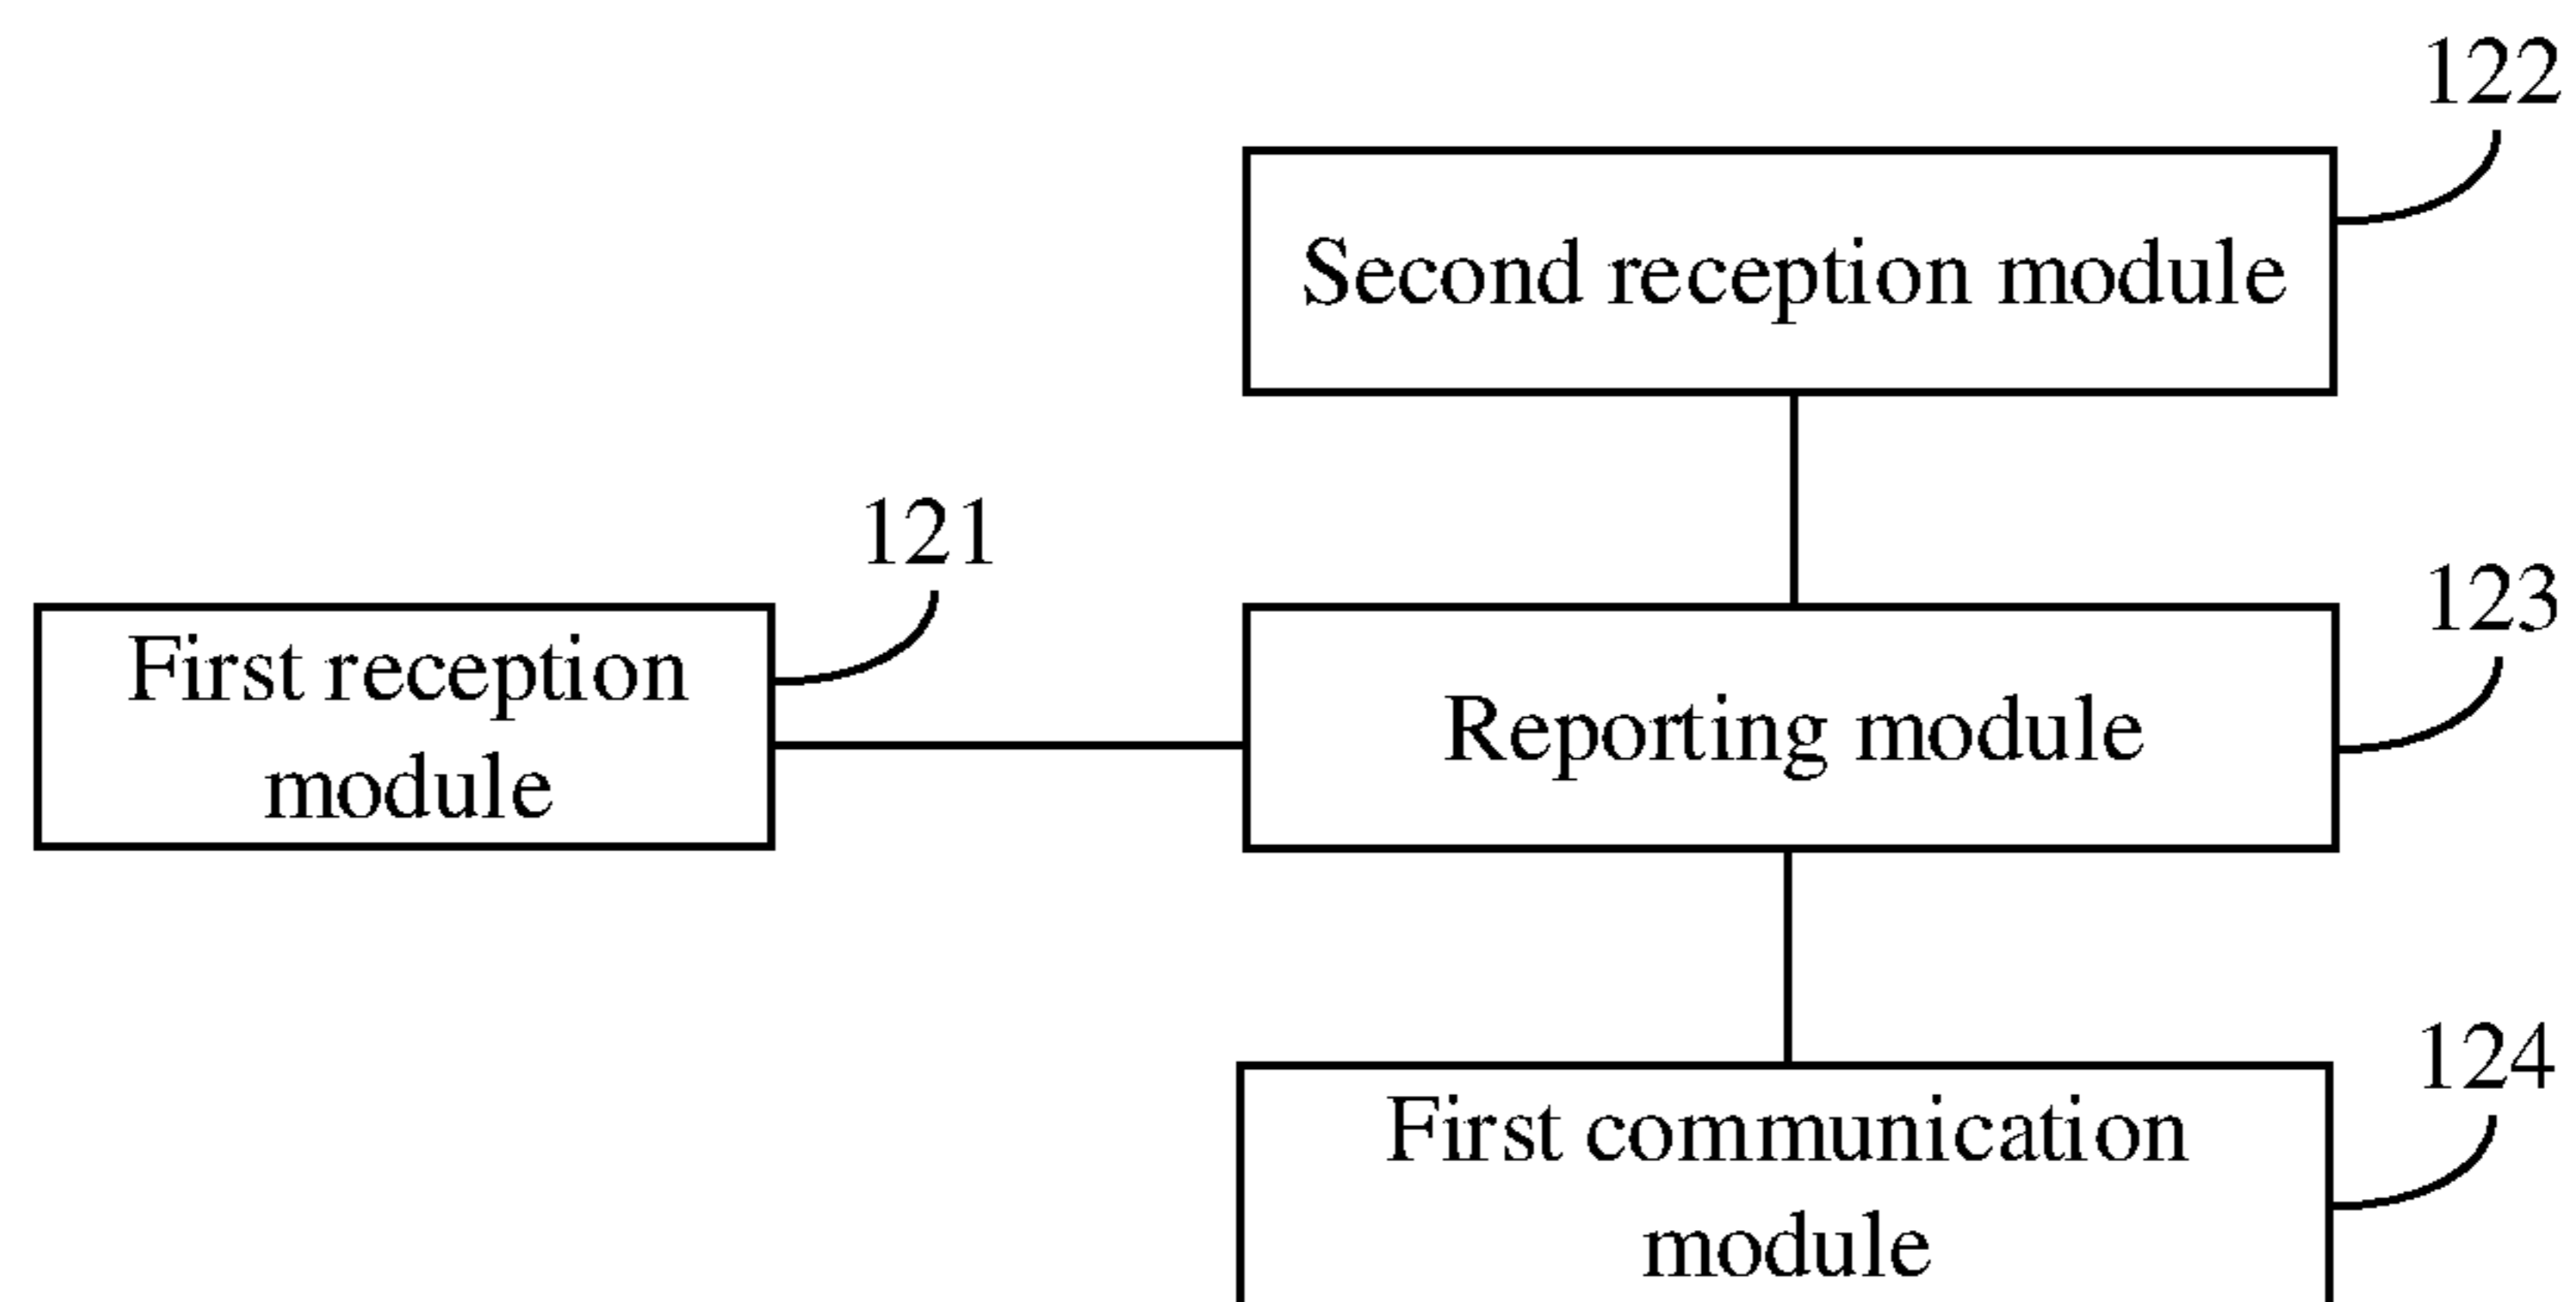 122
Second reception module
121
First reception
module
123
Reporting module
124
First communication
module